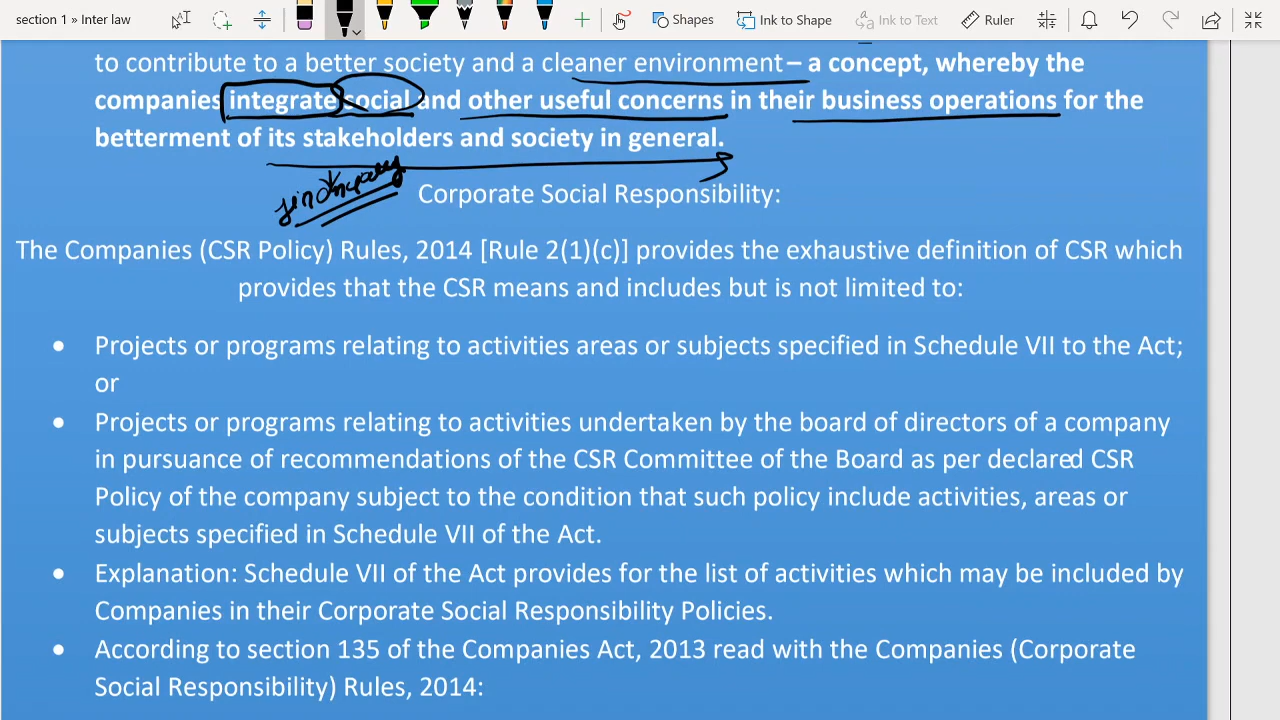 section 1 » Inter law
Shapes
Ink to Shape
Ink to Text
Ruler
to contribute to a better society and a cleaner environment – a concept, whereby the
companies integrate social and other useful concerns in their business operations for the
betterment of its stakeholders and society in general.
Corporate Social Responsibility:
The Companies (CSR Policy) Rules, 2014 [Rule 2(1)(c)] provides the exhaustive definition of CSR which
provides that the CSR means and includes but is not limited to:
• Projects or programs relating to activities areas or subjects specified in Schedule VII to the Act;
or
• Projects or programs relating to activities undertaken by the board of directors of a company
in pursuance of recommendations of the CSR Committee of the Board as per declared CSR
Policy of the company subject to the condition that such policy include activities, areas or
subjects specified in Schedule VII of the Act.
• Explanation: Schedule VII of the Act provides for the list of activities which may be included by
Companies in their Corporate Social Responsibility Policies.
• According to section 135 of the Companies Act, 2013 read with the Companies (Corporate
Social Responsibility) Rules, 2014: